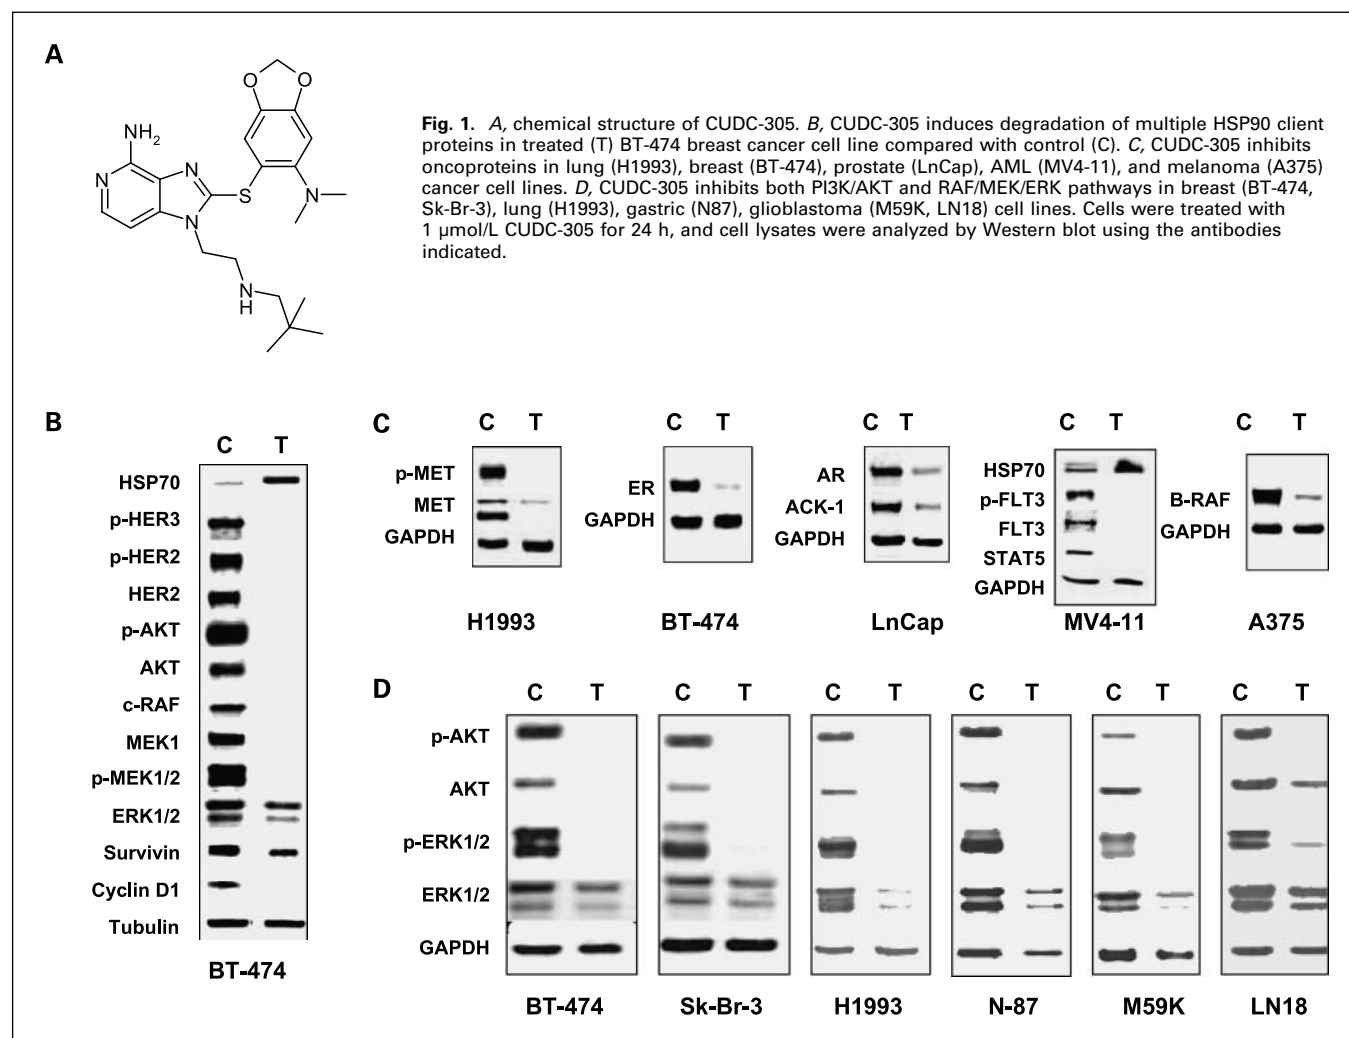 A
NH2
N
N
N
S
O
O
N
N
H
Fig. 1. A, chemical structure of CUDC-305. B, CUDC-305 induces degradation of multiple HSP90 client
proteins in treated (T) BT-474 breast cancer cell line compared with control (C). C, CUDC-305 inhibits
oncoproteins in lung (H1993), breast (BT-474), prostate (LnCap), AML (MV4-11), and melanoma (A375)
cancer cell lines. D, CUDC-305 inhibits both PI3K/AKT and RAF/MEK/ERK pathways in breast (BT-474,
Sk-Br-3), lung (H1993), gastric (N87), glioblastoma (M59K, LN18) cell lines. Cells were treated with
1 μmol/L CUDC-305 for 24 h, and cell lysates were analyzed by Western blot using the antibodies
indicated.
B
C T
HSP70
p-HER3
p-HER2
HER2
p-AKT
AKT
c-RAF
MEK1
p-MEK1/2
ERK1/2
Survivin
Cyclin D1
Tubulin
BT-474
C
C T
p-MET
MET
GAPDH
H1993
C T
ER
GAPDH
BT-474
C T
AR
ACK-1
GAPDH
LnCap
C T
HSP70
p-FLT3
FLT3
STAT5
GAPDH
MV4-11
C T
B-RAF
GAPDH
A375
D
C T C T C T C T C T C T
p-AKT
AKT
p-ERK1/2
ERK1/2
GAPDH
BT-474 Sk-Br-3 H1993 N-87 M59K LN18